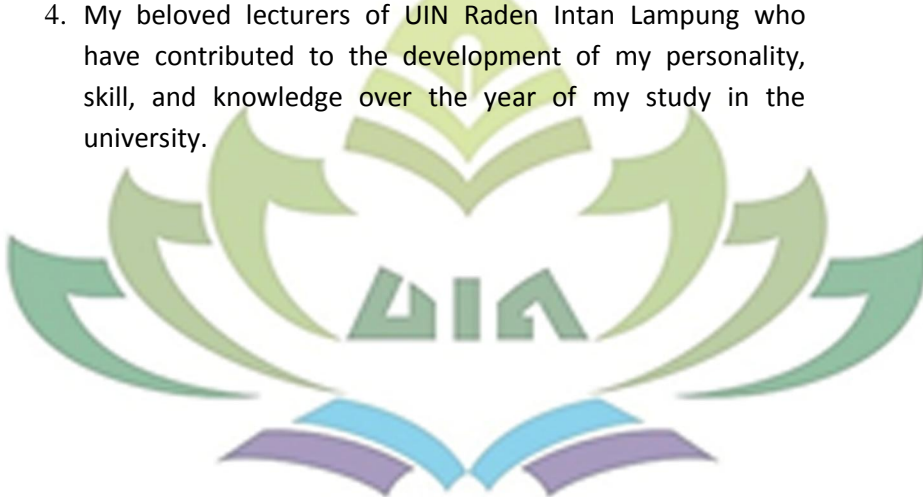 4. My beloved lecturers of UIN Raden Intan Lampung who
have contributed to the development of my personality,
skill, and knowledge over the year of my study in the
university.
UIN